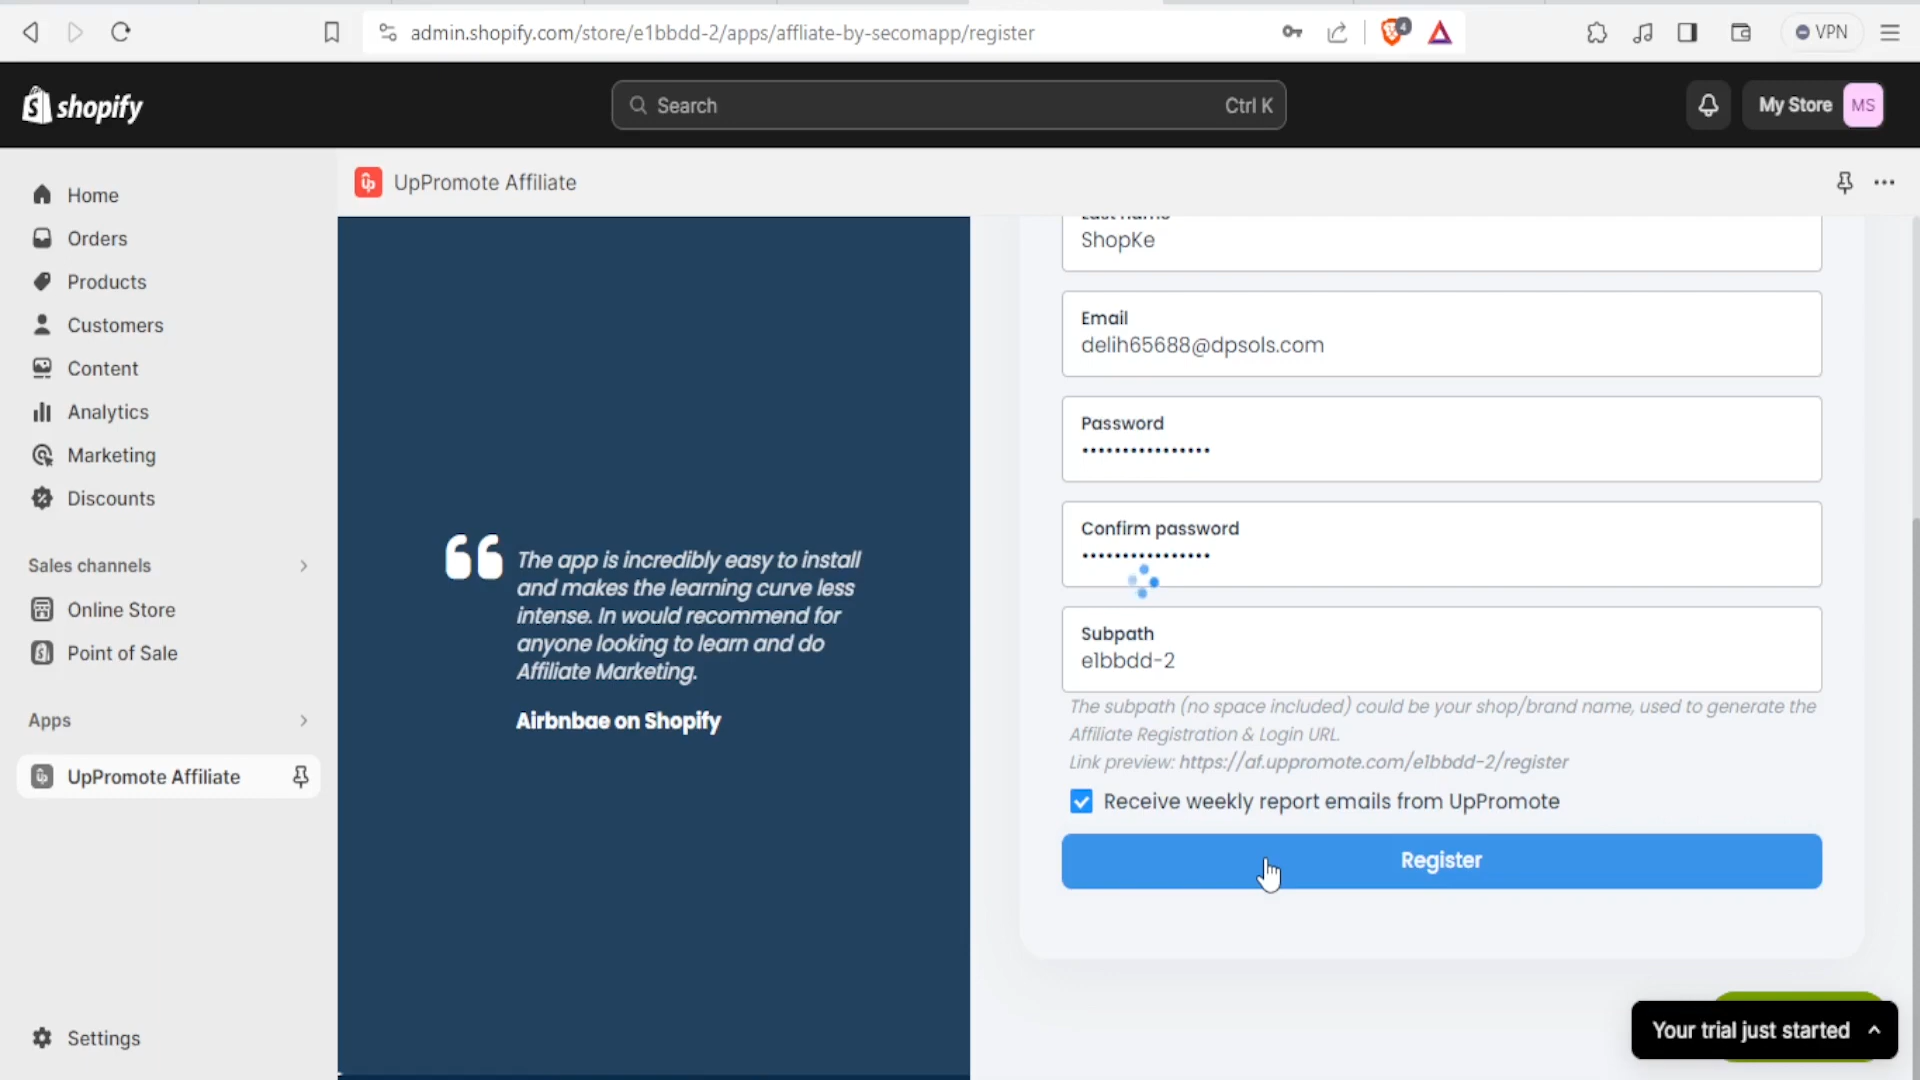 admin.shopify.com/store/e1bbdd-2/apps/affliate-by-secomapp/register
4
VPN
shopify
Search
Ctrl K
My Store
MS
Home
Orders
Products
Customers
Content
Analytics
Marketing
Discounts
Sales channels
Online Store
Point of Sale
Apps
UpPromote Affiliate
Settings
UpPromote Affiliate
The app is incredibly easy to install
and makes the learning curve less
intense. In would recommend for
anyone looking to learn and do
Affiliate Marketing.
Airbnbae on Shopify
Last name
ShopKe
Email
delih65688@dpsols.com
Password
••••••••••••••••
Confirm password
••••••••••••••••
Subpath
e1bbdd-2
The subpath (no space included) could be your shop/brand name, used to generate the
Affiliate Registration & Login URL.
Link preview: https://af.uppromote.com/e1bbdd-2/register
Receive weekly report emails from UpPromote
Register
Your trial just started